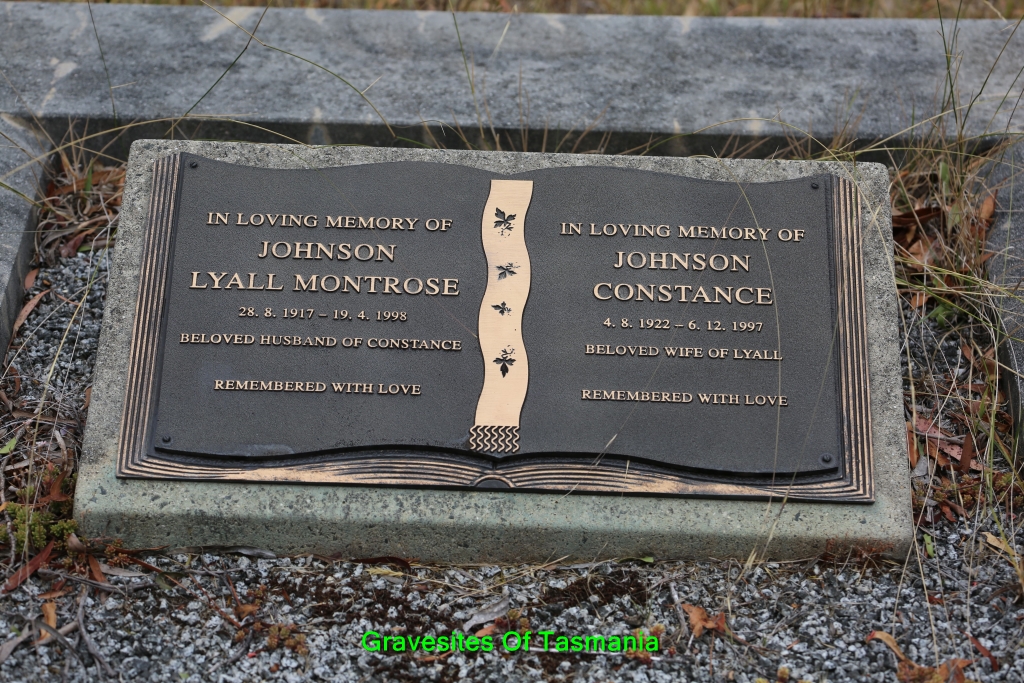 IN LOVING MEMORY OF
JOHNSON
LYALL MONTROSE
28. 8. 1917 – 19. 4. 1998
BELOVED HUSBAND OF CONSTANCE
REMEMBERED WITH LOVE
IN LOVING MEMORY OF
JOHNSON
CONSTANCE
4. 8. 1922 – 6. 12. 1997
BELOVED WIFE OF LYALL
REMEMBERED WITH LOVE
Gravesites Of Tasmania